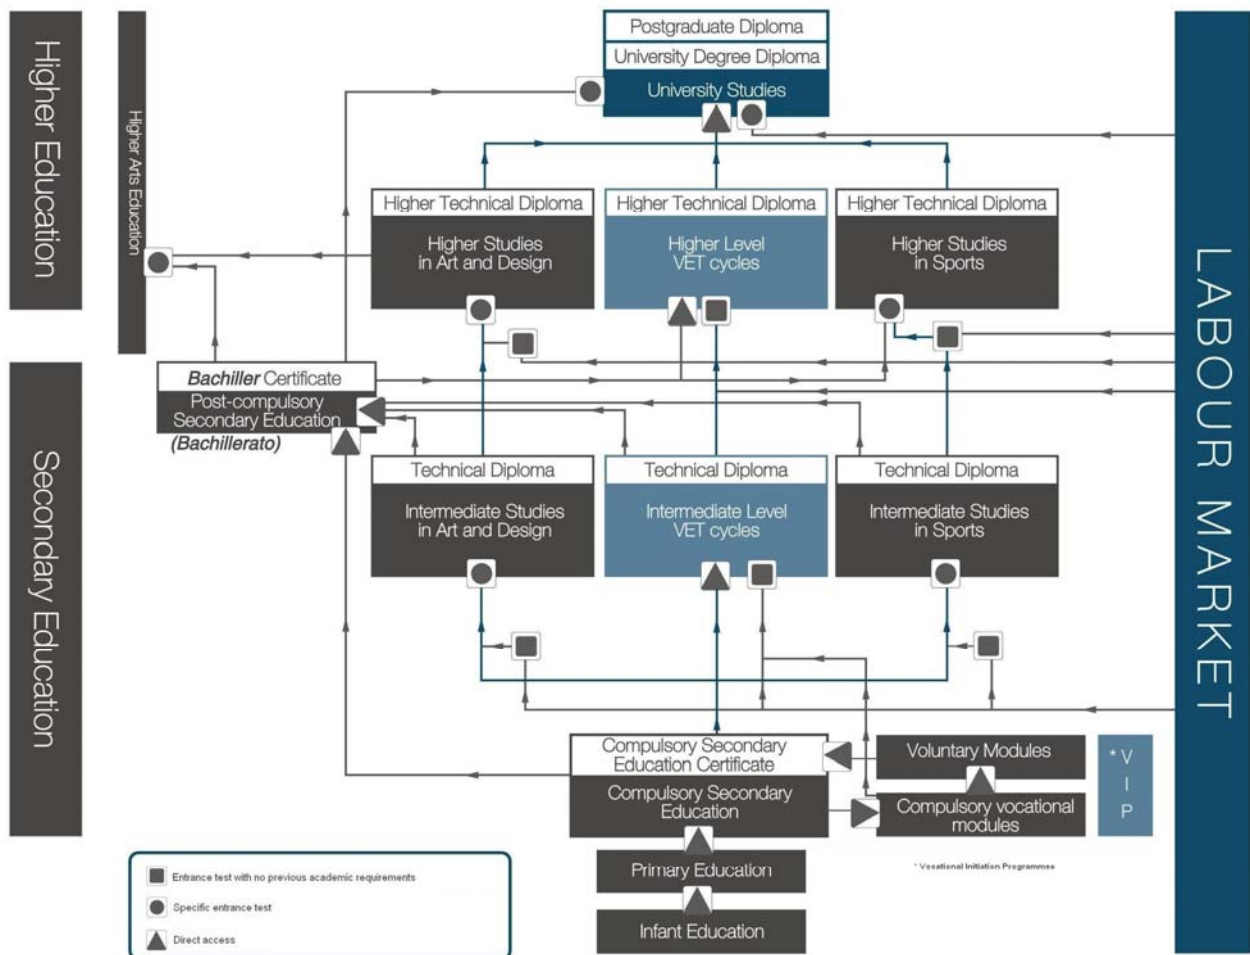 Higher Education
Higher Arts Education
Postgraduate Diploma
University Degree Diploma
University Studies
Higher Technical Diploma
Higher Studies
in Art and Design
Higher Technical Diploma
Higher Level
VET cycles
Higher Technical Diploma
Higher Studies
in Sports
LABOUR MARKET
Secondary Education
Bachiller Certificate
Post-compulsory
Secondary Education
(Bachillerato)
Technical Diploma
Intermediate Studies
in Art and Design
Technical Diploma
Intermediate Level
VET cycles
Technical Diploma
Intermediate Studies
in Sports
Compulsory Secondary
Education Certificate
Compulsory Secondary
Education
Voluntary Modules
Compulsory vocational
modules
* V
I
P
Primary Education
Infant Education
* Vocational Initiation Programmes
Entrance test with no previous academic requirements
Specific entrance test
Direct access